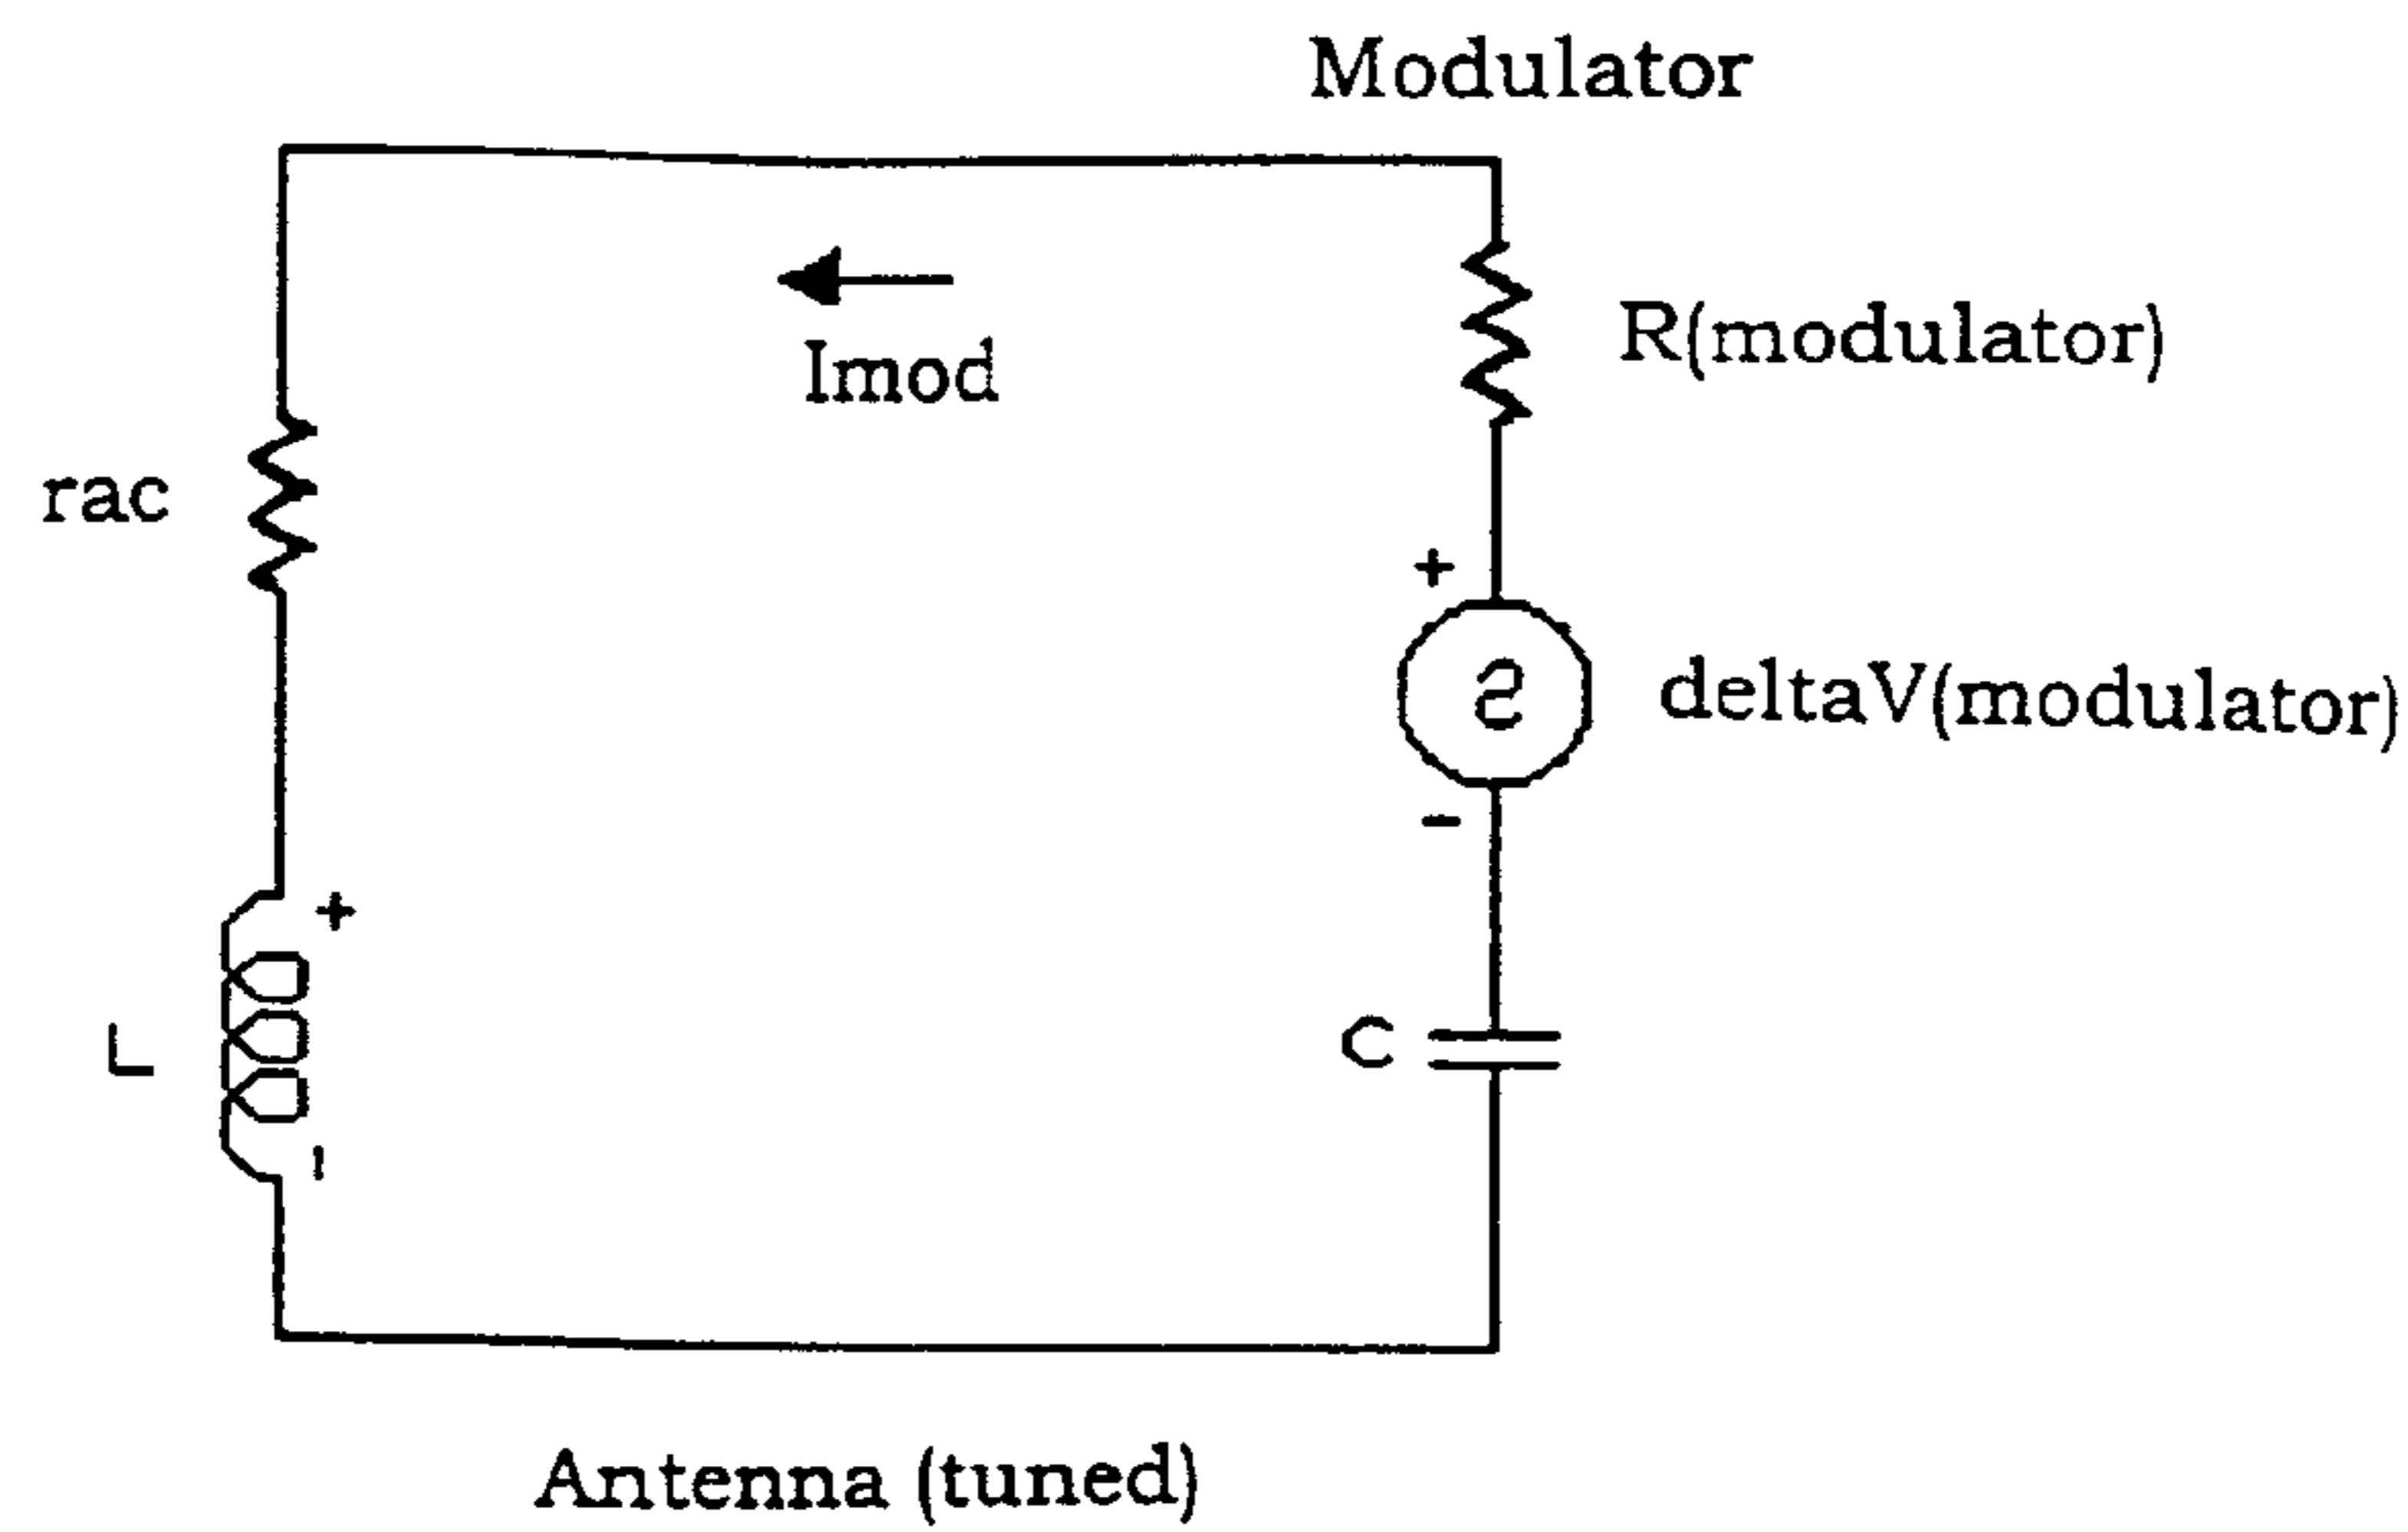 Modulator
Imod
R(modulator)
rac
+
deltaV(modulator)
-
+
L
C
-
Antenna (tuned)